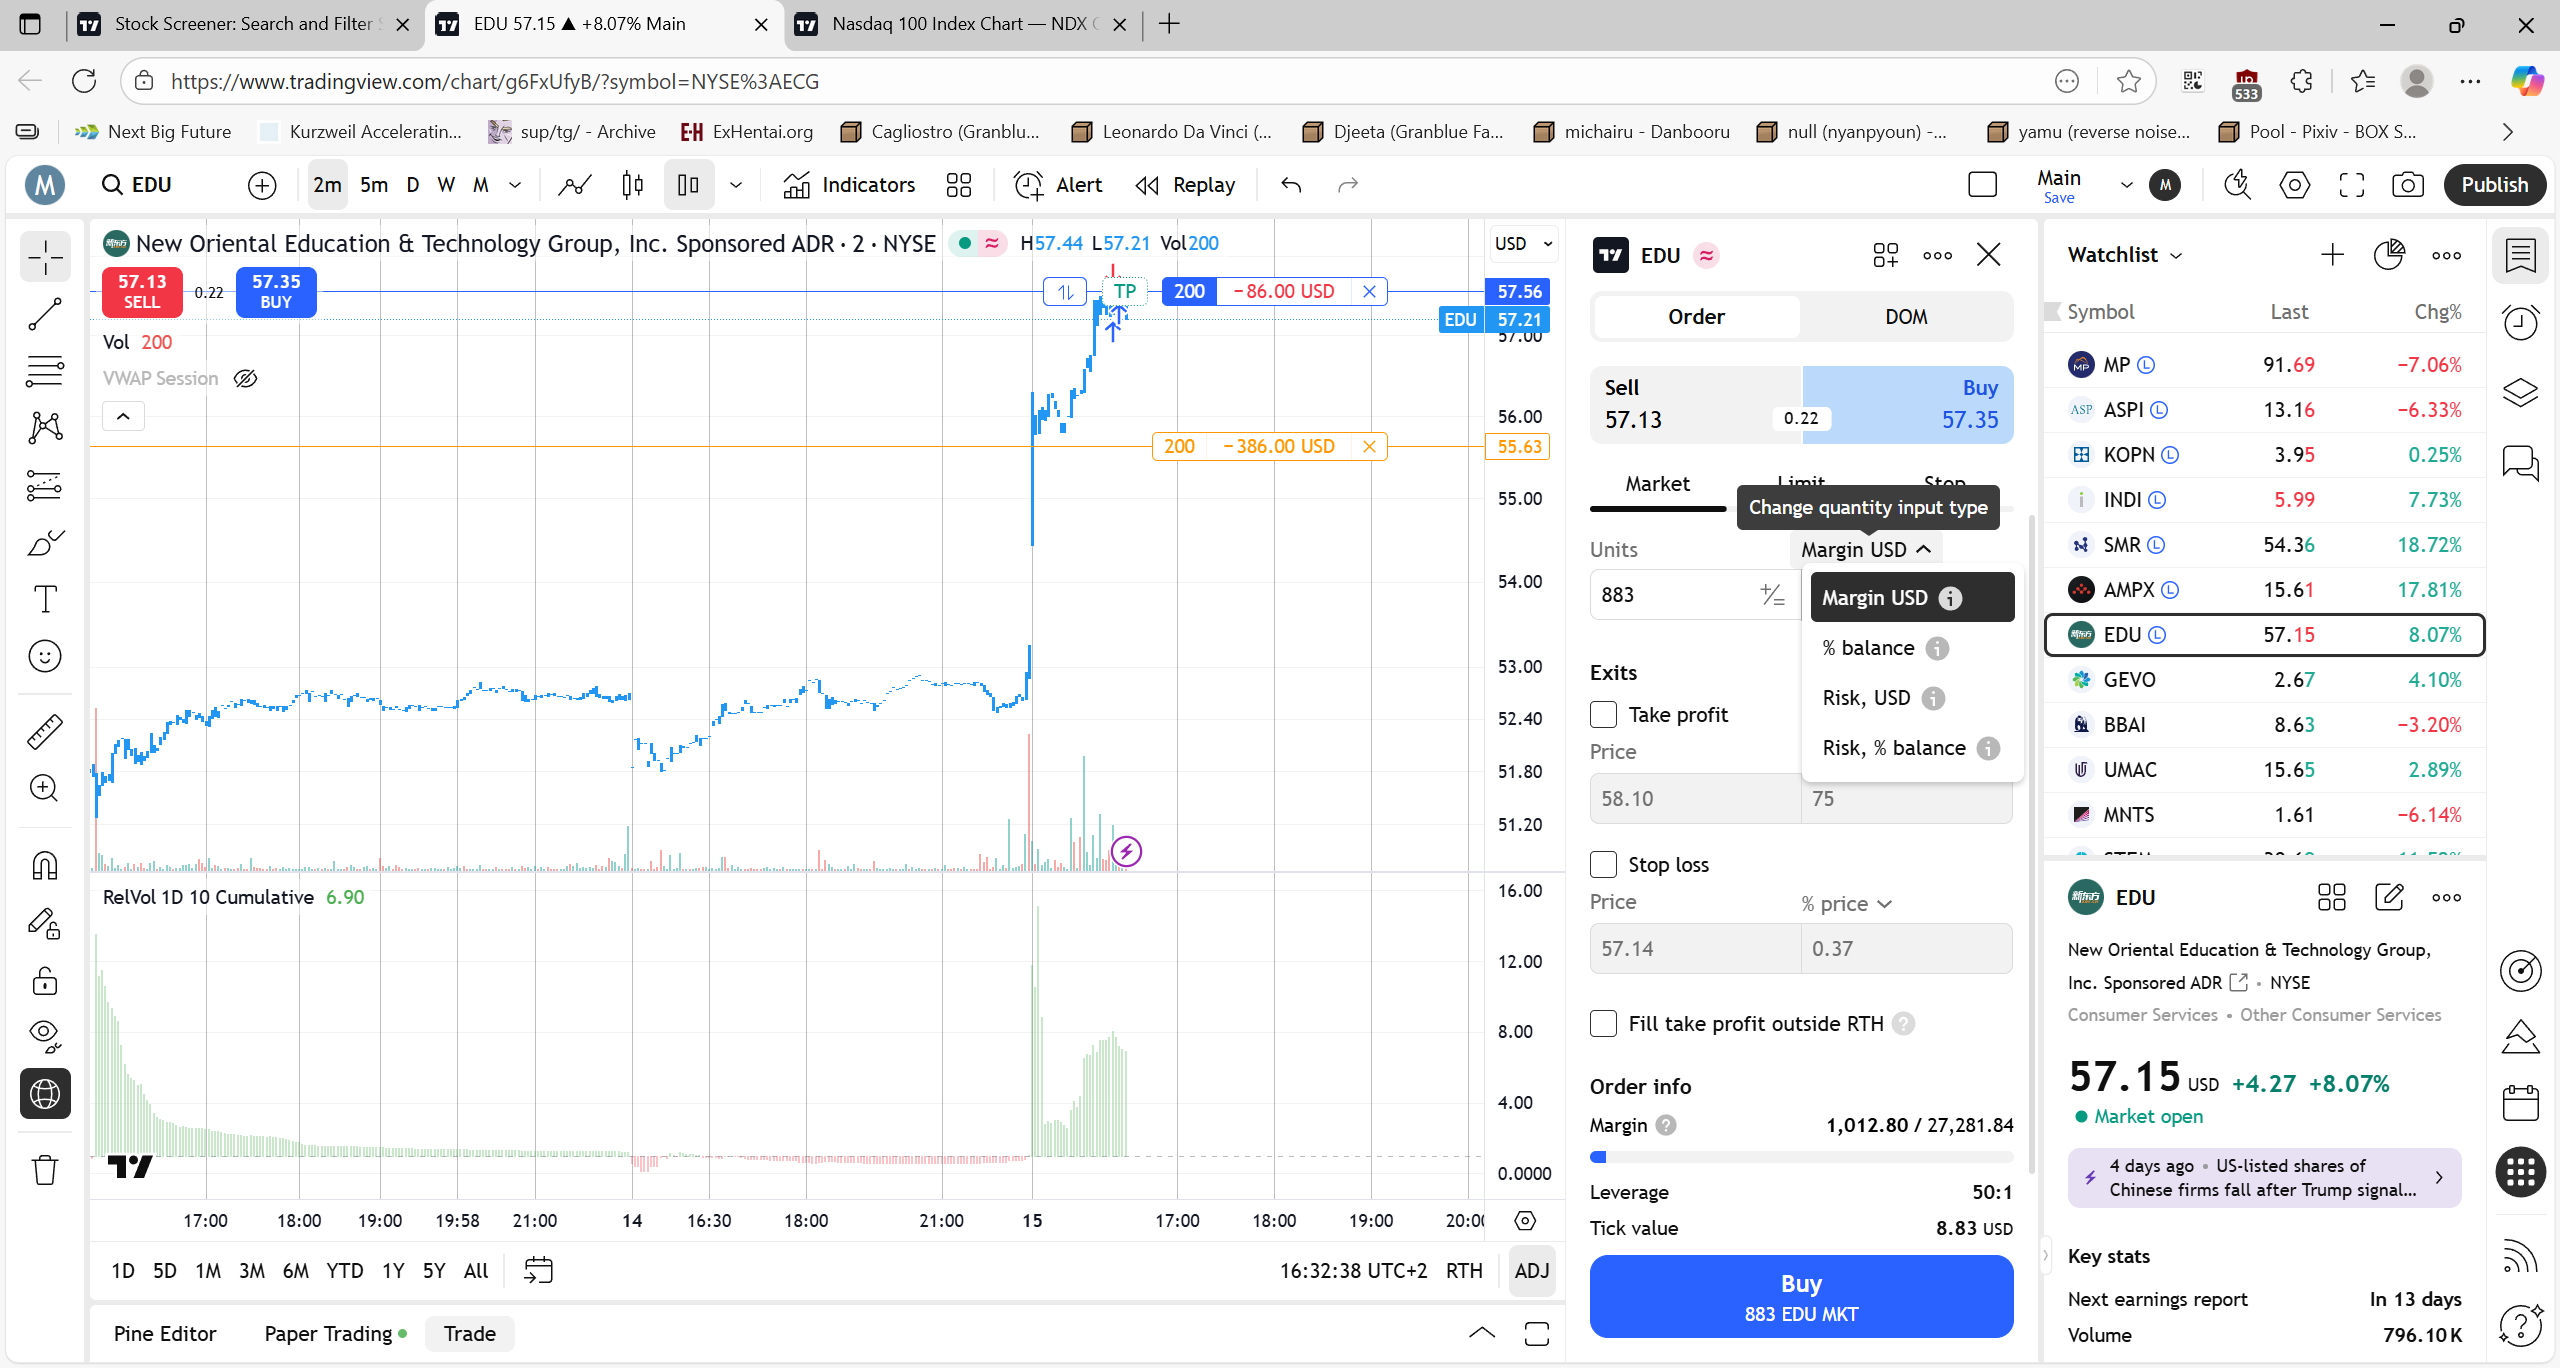 Stock Screener: Search and Filter S
EDU 57.15 ▲ +8.07% Main
Nasdaq 100 Index Chart — NDX C
https://www.tradingview.com/chart/g6FxUfyB/?symbol=NYSE%3AECG
533
Next Big Future
Kurzweil Acceleratin...
sup/tg/ - Archive
ExHentai.org
Cagliostro (Granblu...
Leonardo Da Vinci (...
Djeeta (Granblue Fa...
michairu - Danbooru
null (nyanpyoun) -...
yamu (reverse noise...
Pool - Pixiv - BOX S...
M
EDU
2m
5m
D
W
M
Indicators
Alert
Replay
Main
Save
M
Publish
New Oriental Education & Technology Group, Inc. Sponsored ADR · 2 · NYSE
H57.44 L57.21 Vol200
57.13
SELL
0.22
57.35
BUY
Vol 200
VWAP Session
TP
200 −86.00 USD
200 −386.00 USD
USD
57.56
EDU 57.21
57.00
56.00
55.63
55.00
54.00
53.00
52.40
51.80
51.20
RelVol 1D 10 Cumulative 6.90
16.00
12.00
8.00
4.00
0.0000
17:00 18:00 19:00 19:58 21:00 14 16:30 18:00 21:00 15 17:00 18:00 19:00 20:0
1D 5D 1M 3M 6M YTD 1Y 5Y All
16:32:38 UTC+2 RTH ADJ
Pine Editor
Paper Trading
Trade
EDU
Order
DOM
Sell
57.13
0.22
Buy
57.35
Market
Limit
Stop
Change quantity input type
Units
Margin USD
883
Margin USD
% balance
Risk, USD
Risk, % balance
Exits
Take profit
Price
58.10
75
Stop loss
Price
% price
57.14
0.37
Fill take profit outside RTH
Order info
Margin
1,012.80 / 27,281.84
Leverage
50:1
Tick value
8.83 USD
Buy
883 EDU MKT
Watchlist
Symbol Last Chg%
MP 91.69 −7.06%
ASPI 13.16 −6.33%
KOPN 3.95 0.25%
INDI 5.99 7.73%
SMR 54.36 18.72%
AMPX 15.61 17.81%
EDU 57.15 8.07%
GEVO 2.67 4.10%
BBAI 8.63 −3.20%
UMAC 15.65 2.89%
MNTS 1.61 −6.14%
EDU
New Oriental Education & Technology Group,
Inc. Sponsored ADR • NYSE
Consumer Services • Other Consumer Services
57.15 USD +4.27 +8.07%
Market open
4 days ago • US-listed shares of
Chinese firms fall after Trump signal...
Key stats
Next earnings report
In 13 days
Volume
796.10K